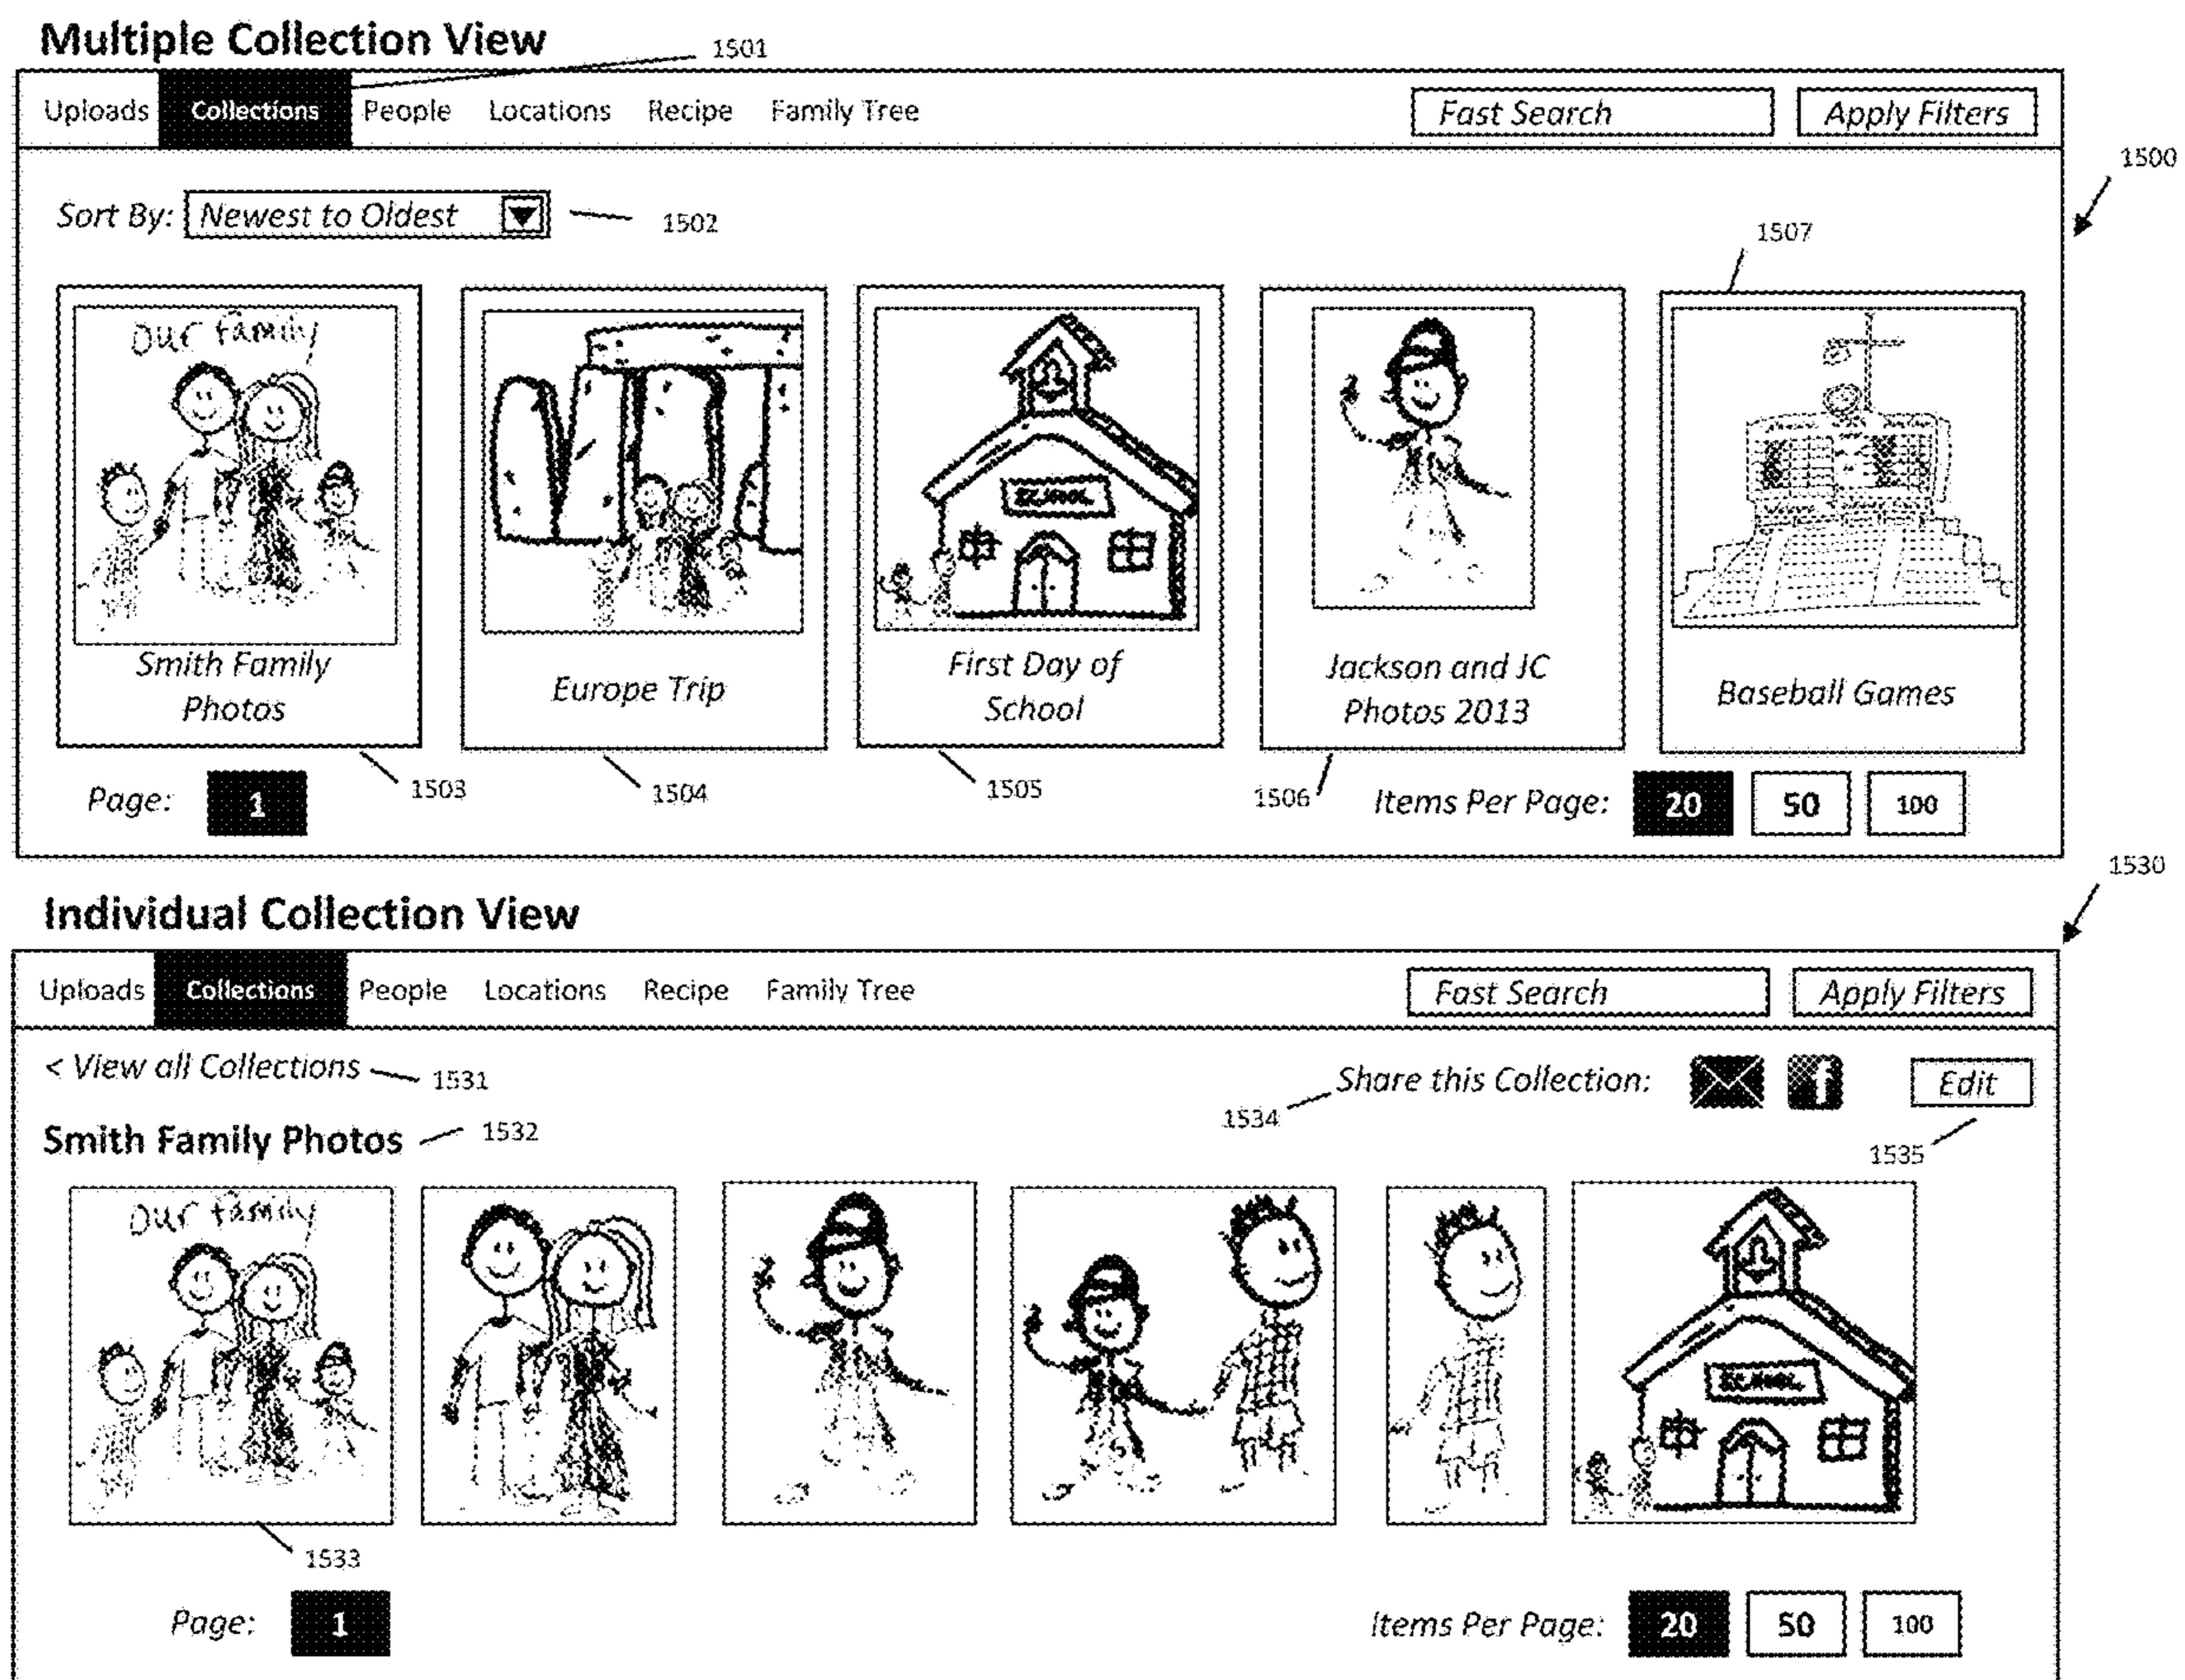 Multiple Collection View
1501
Uploads Collections People Locations Recipe Family Tree Fast Search Apply Filters
1500
Sort By: Newest to Oldest 1502
1507
our family
SCHOOL
Smith Family
Photos
Europe Trip
First Day of
School
Jackson and JC
Photos 2013
Baseball Games
1503 1504 1505 1506
Page: 1 Items Per Page: 20 50 100
1530
Individual Collection View
Uploads Collections People Locations Recipe Family Tree Fast Search Apply Filters
< View all Collections 1531 Share this Collection: f Edit
1534
Smith Family Photos 1532
1535
our family
SCHOOL
1533
Page: 1 Items Per Page: 20 50 100